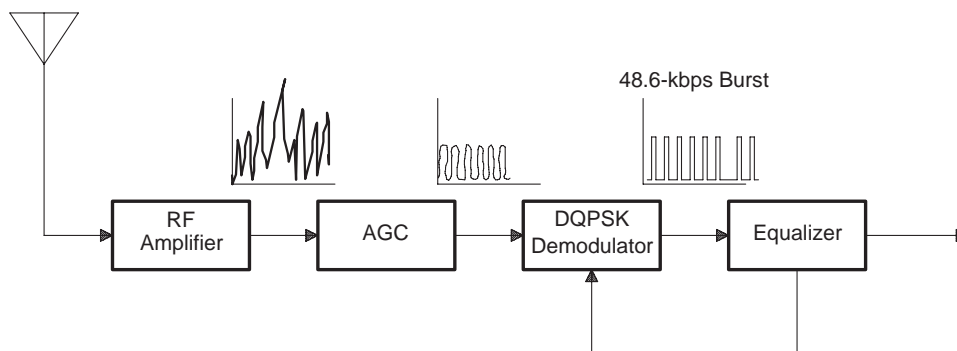 48.6-kbps Burst
RF
Amplifier
AGC
DQPSK
Demodulator
Equalizer